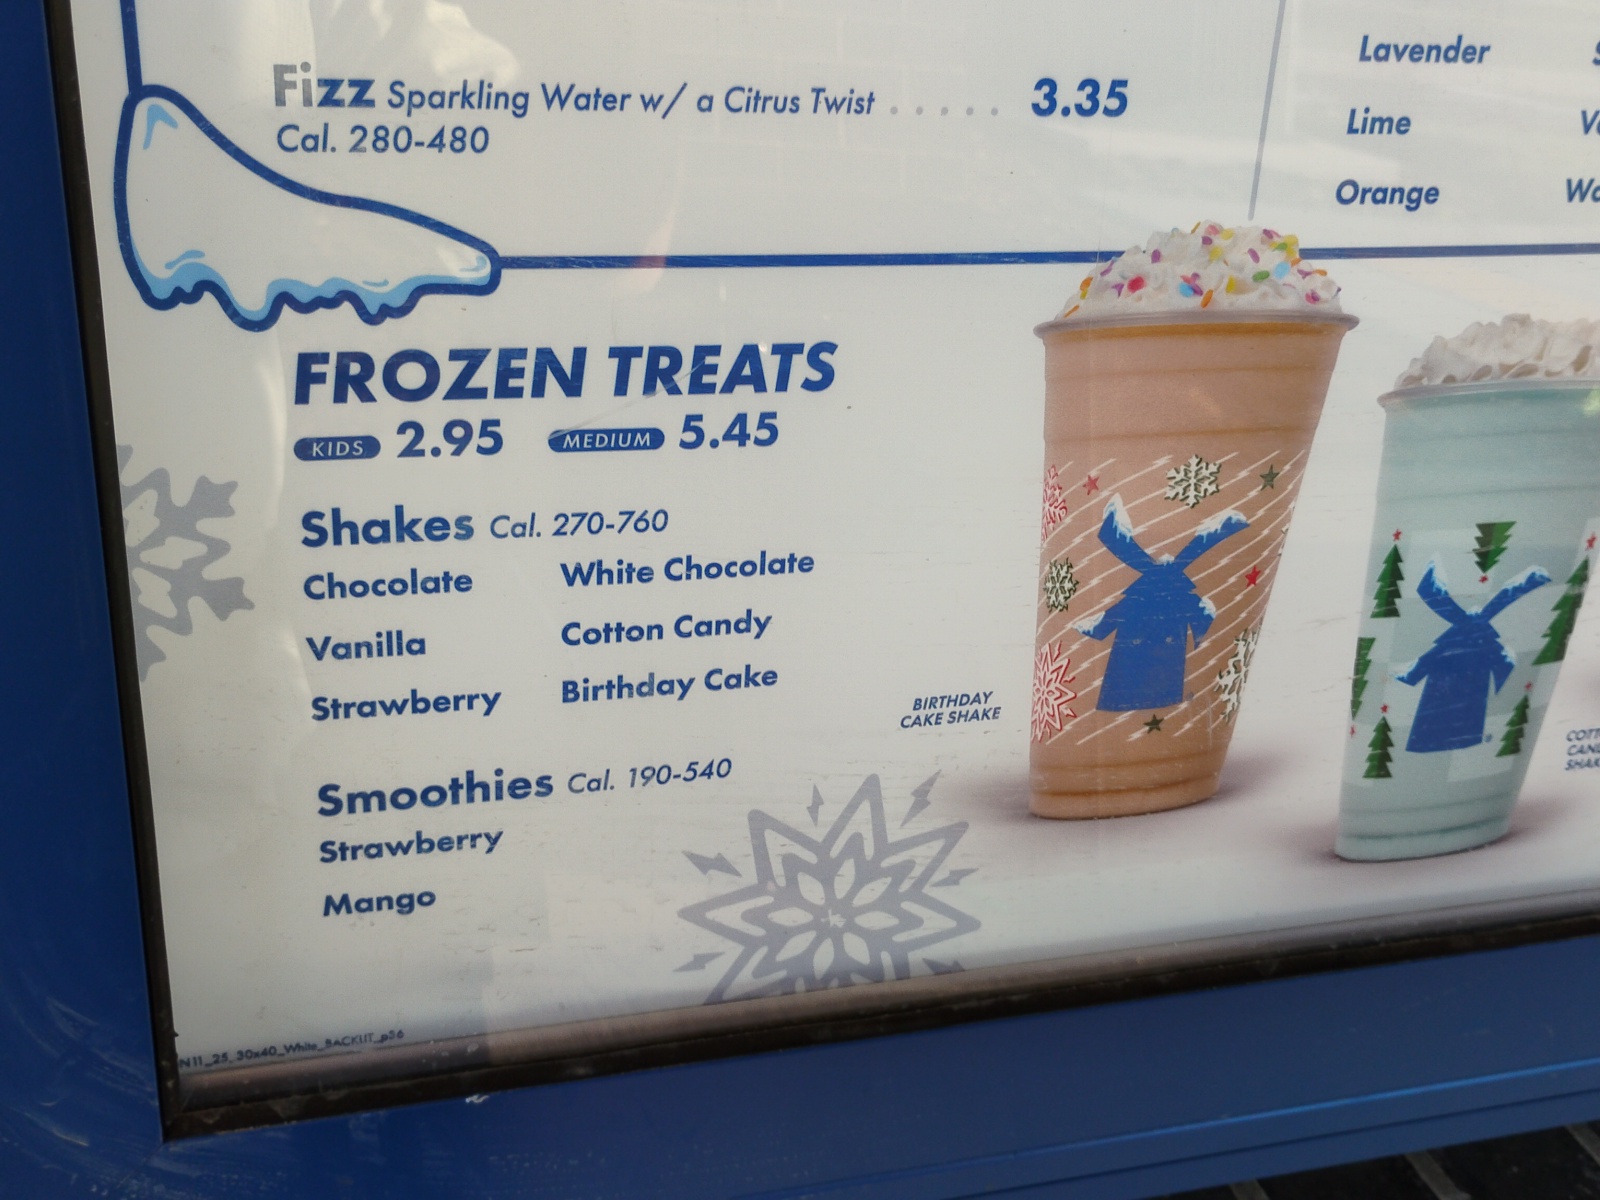 Fizz Sparkling Water w/ a Citrus Twist ..... 3.35
Cal. 280-480
Lavender
Lime
Orange
FROZEN TREATS
KIDS 2.95 MEDIUM 5.45
Shakes Cal. 270-760
Chocolate White Chocolate
Vanilla Cotton Candy
Strawberry Birthday Cake
Smoothies Cal. 190-540
Strawberry
Mango
BIRTHDAY
CAKE SHAKE
N11_25_30x40_White_BACKLIT_p36